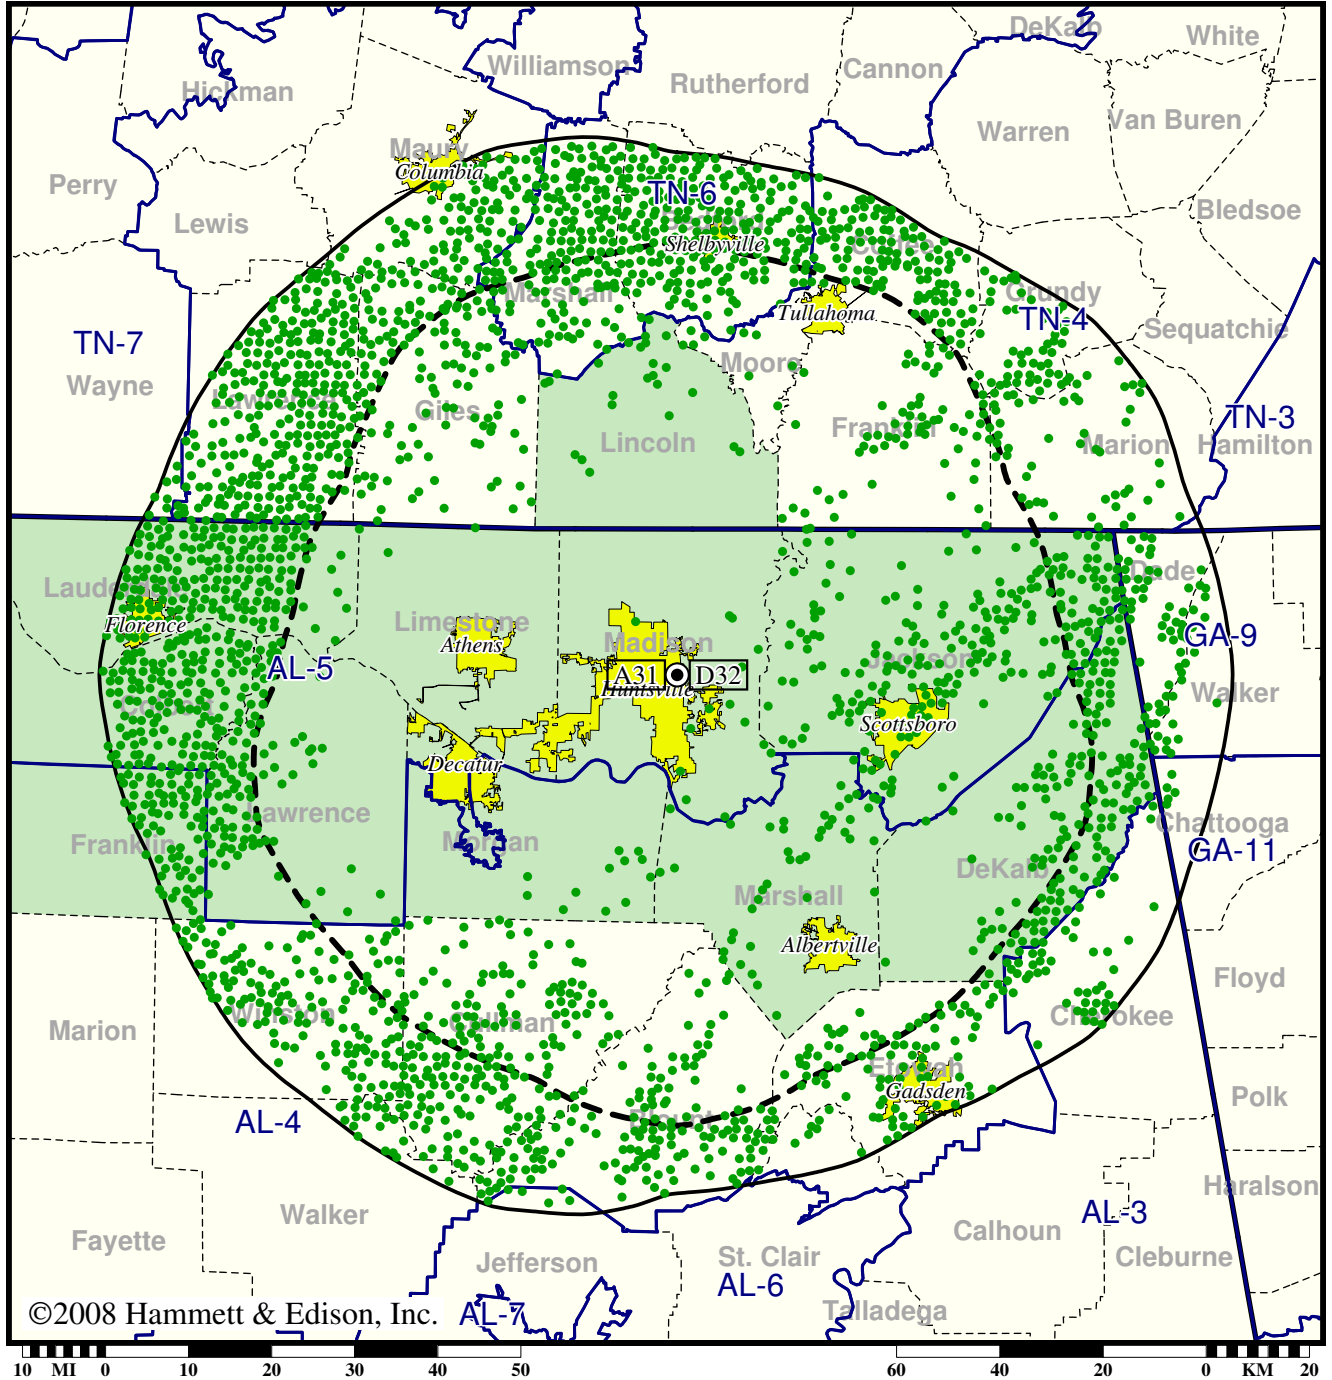 DeKalb
White
Williamson
Rutherford
Cannon
Hickman
Van Buren
Warren
Maury
Columbia
Perry
TN-6
Bedford
Bledsoe
Lewis
Shelbyville
Coffee
Marshall
Grundy
Tullahoma
TN-4
Sequatchie
TN-7
Moore
Wayne
Lawrence
Giles
TN-3
Franklin
Lincoln
Marion
Hamilton
Dade
Lauderdale
Limestone
Florence
Athens
Madison
GA-9
AL-5
Jackson
A31
D32
Huntsville
Walker
Colbert
Scottsboro
Decatur
Lawrence
Chattooga
Franklin
Morgan
GA-11
DeKalb
Marshall
Albertville
Floyd
Winston
Cullman
Cherokee
Marion
Etowah
Gadsden
Polk
Blount
AL-4
Haralson
Walker
AL-3
Calhoun
Fayette
St. Clair
Cleburne
Jefferson
AL-6
Talladega
©2008 Hammett & Edison, Inc.
AL-7
10 MI 0 10 20 30 40 50
60 40 20 0 KM 20